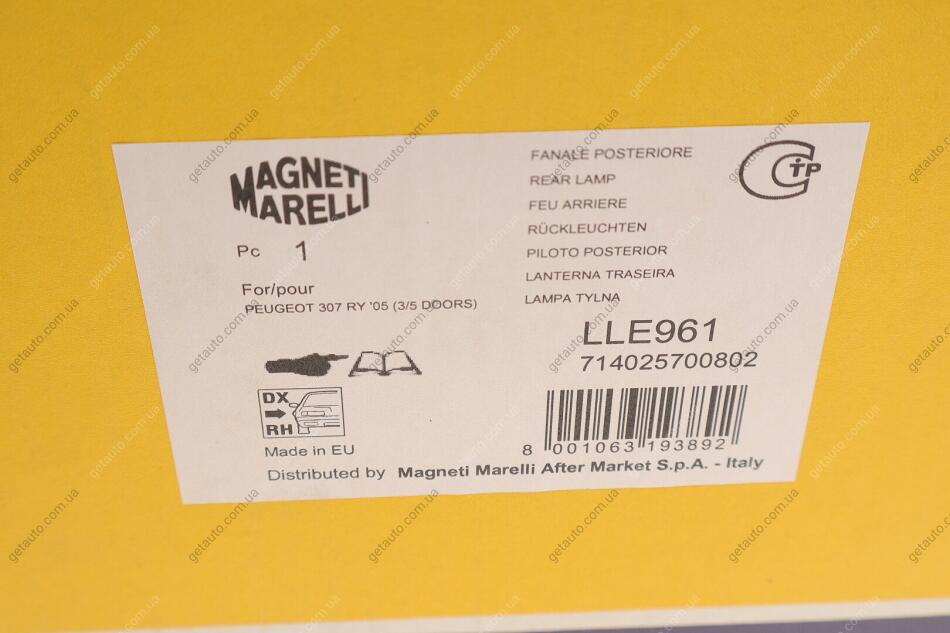 MAGNETI
MARELLI
Pc 1
For/pour
PEUGEOT 307 RY '05 (3/5 DOORS)
DX
RH
Made in EU
Distributed by Magneti Marelli After Market S.p.A. - Italy
FANALE POSTERIORE
REAR LAMP
FEU ARRIERE
RÜCKLEUCHTEN
PILOTO POSTERIOR
LANTERNA TRASEIRA
LAMPA TYLNA
LLE961
714025700802
8 001063 193892
getauto.com.ua